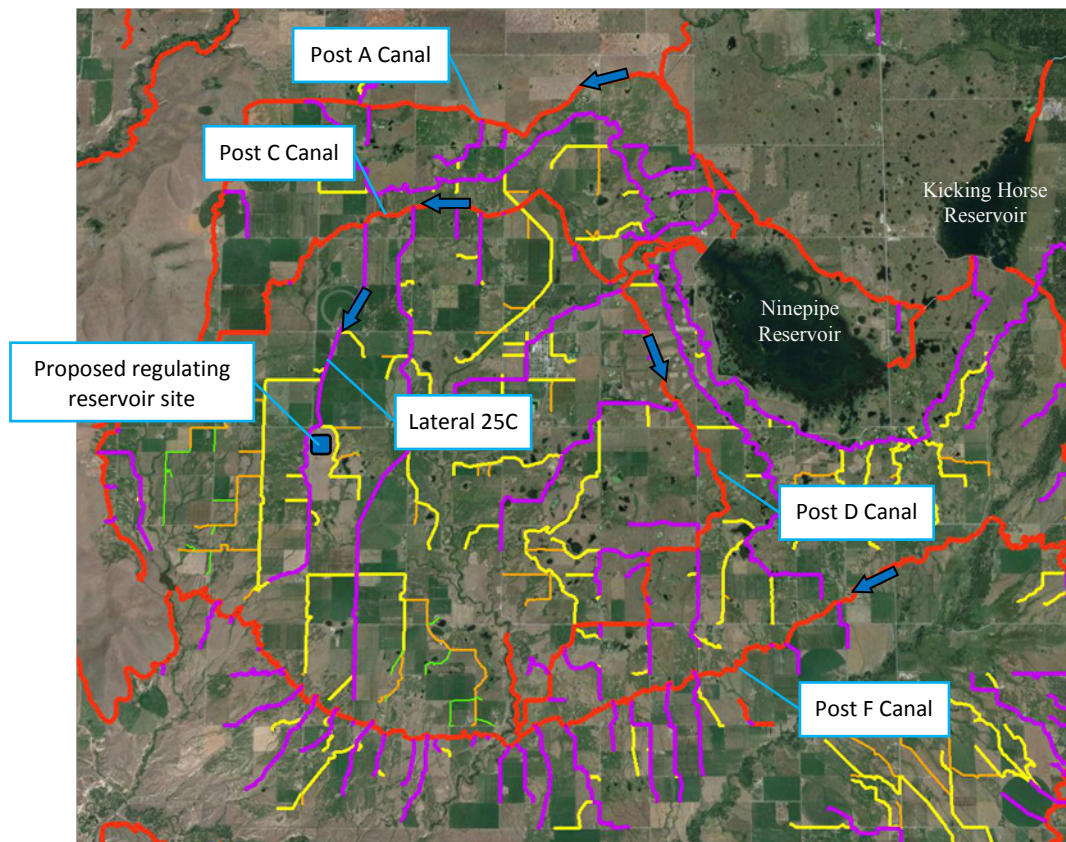 Post A Canal
Post C Canal
Kicking Horse
Reservoir
Ninepipe
Reservoir
Proposed regulating
reservoir site
Lateral 25C
Post D Canal
Post F Canal